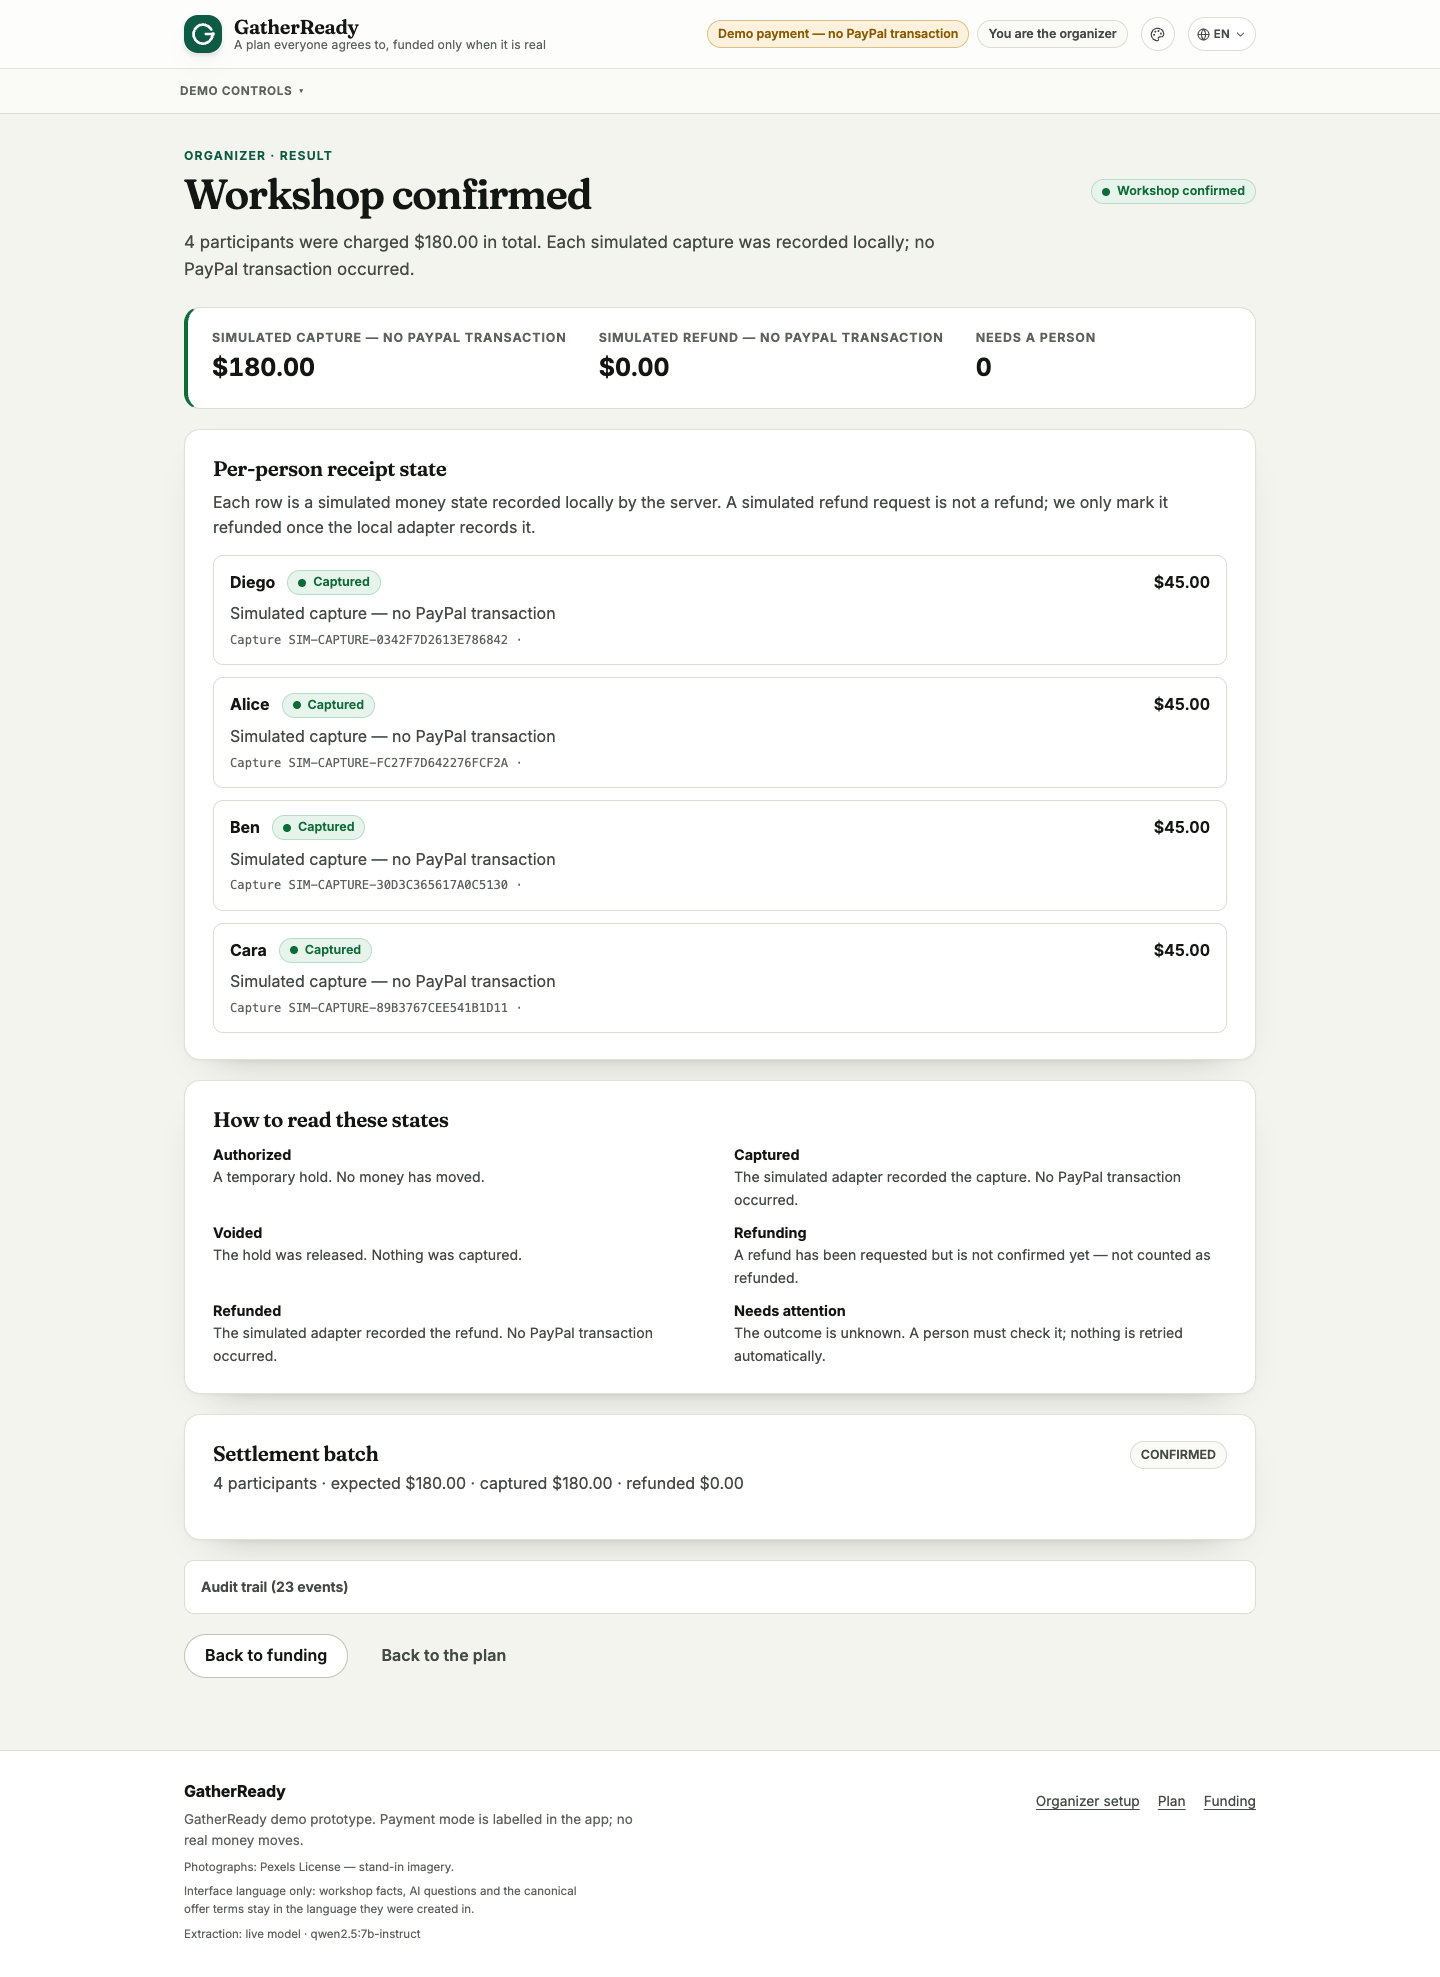 GatherReady
A plan everyone agrees to, funded only when it is real
Demo payment — no PayPal transaction
You are the organizer
EN
DEMO CONTROLS
ORGANIZER · RESULT
Workshop confirmed
Workshop confirmed
4 participants were charged $180.00 in total. Each simulated capture was recorded locally; no
PayPal transaction occurred.
SIMULATED CAPTURE — NO PAYPAL TRANSACTION
$180.00
SIMULATED REFUND — NO PAYPAL TRANSACTION
$0.00
NEEDS A PERSON
0
Per-person receipt state
Each row is a simulated money state recorded locally by the server. A simulated refund request is not a refund; we only mark it
refunded once the local adapter records it.
Diego Captured $45.00
Simulated capture — no PayPal transaction
Capture SIM-CAPTURE-0342F7D2613E786842 ·
Alice Captured $45.00
Simulated capture — no PayPal transaction
Capture SIM-CAPTURE-FC27F7D642276FCF2A ·
Ben Captured $45.00
Simulated capture — no PayPal transaction
Capture SIM-CAPTURE-30D3C365617A0C5130 ·
Cara Captured $45.00
Simulated capture — no PayPal transaction
Capture SIM-CAPTURE-89B3767CEE541B1D11 ·
How to read these states
Authorized
A temporary hold. No money has moved.
Captured
The simulated adapter recorded the capture. No PayPal transaction
occurred.
Voided
The hold was released. Nothing was captured.
Refunding
A refund has been requested but is not confirmed yet — not counted as
refunded.
Refunded
The simulated adapter recorded the refund. No PayPal transaction
occurred.
Needs attention
The outcome is unknown. A person must check it; nothing is retried
automatically.
Settlement batch
CONFIRMED
4 participants · expected $180.00 · captured $180.00 · refunded $0.00
Audit trail (23 events)
Back to funding
Back to the plan
GatherReady
GatherReady demo prototype. Payment mode is labelled in the app; no
real money moves.
Photographs: Pexels License — stand-in imagery.
Interface language only: workshop facts, AI questions and the canonical
offer terms stay in the language they were created in.
Extraction: live model · qwen2.5:7b-instruct
Organizer setup
Plan
Funding